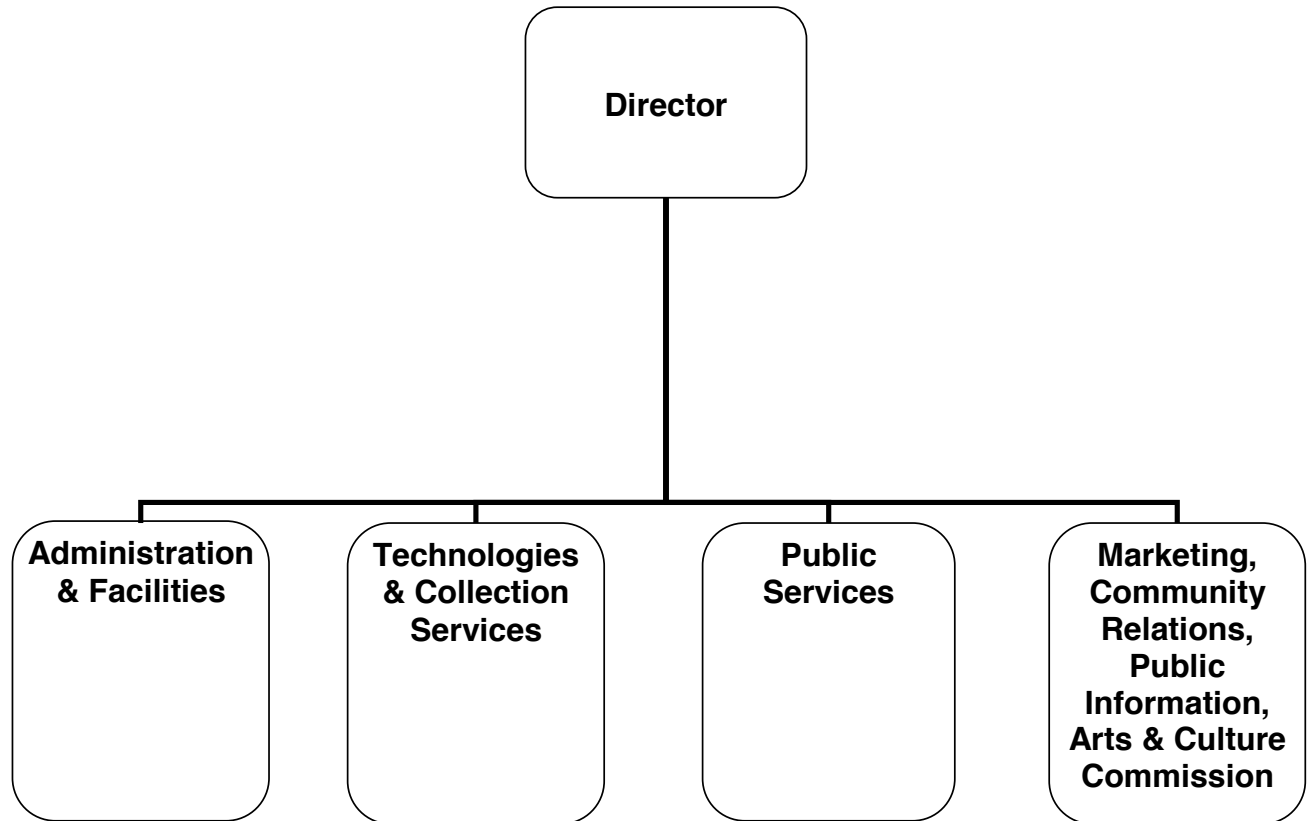 Director
Administration
& Facilities
Technologies
& Collection
Services
Public
Services
Marketing,
Community
Relations,
Public
Information,
Arts & Culture
Commission